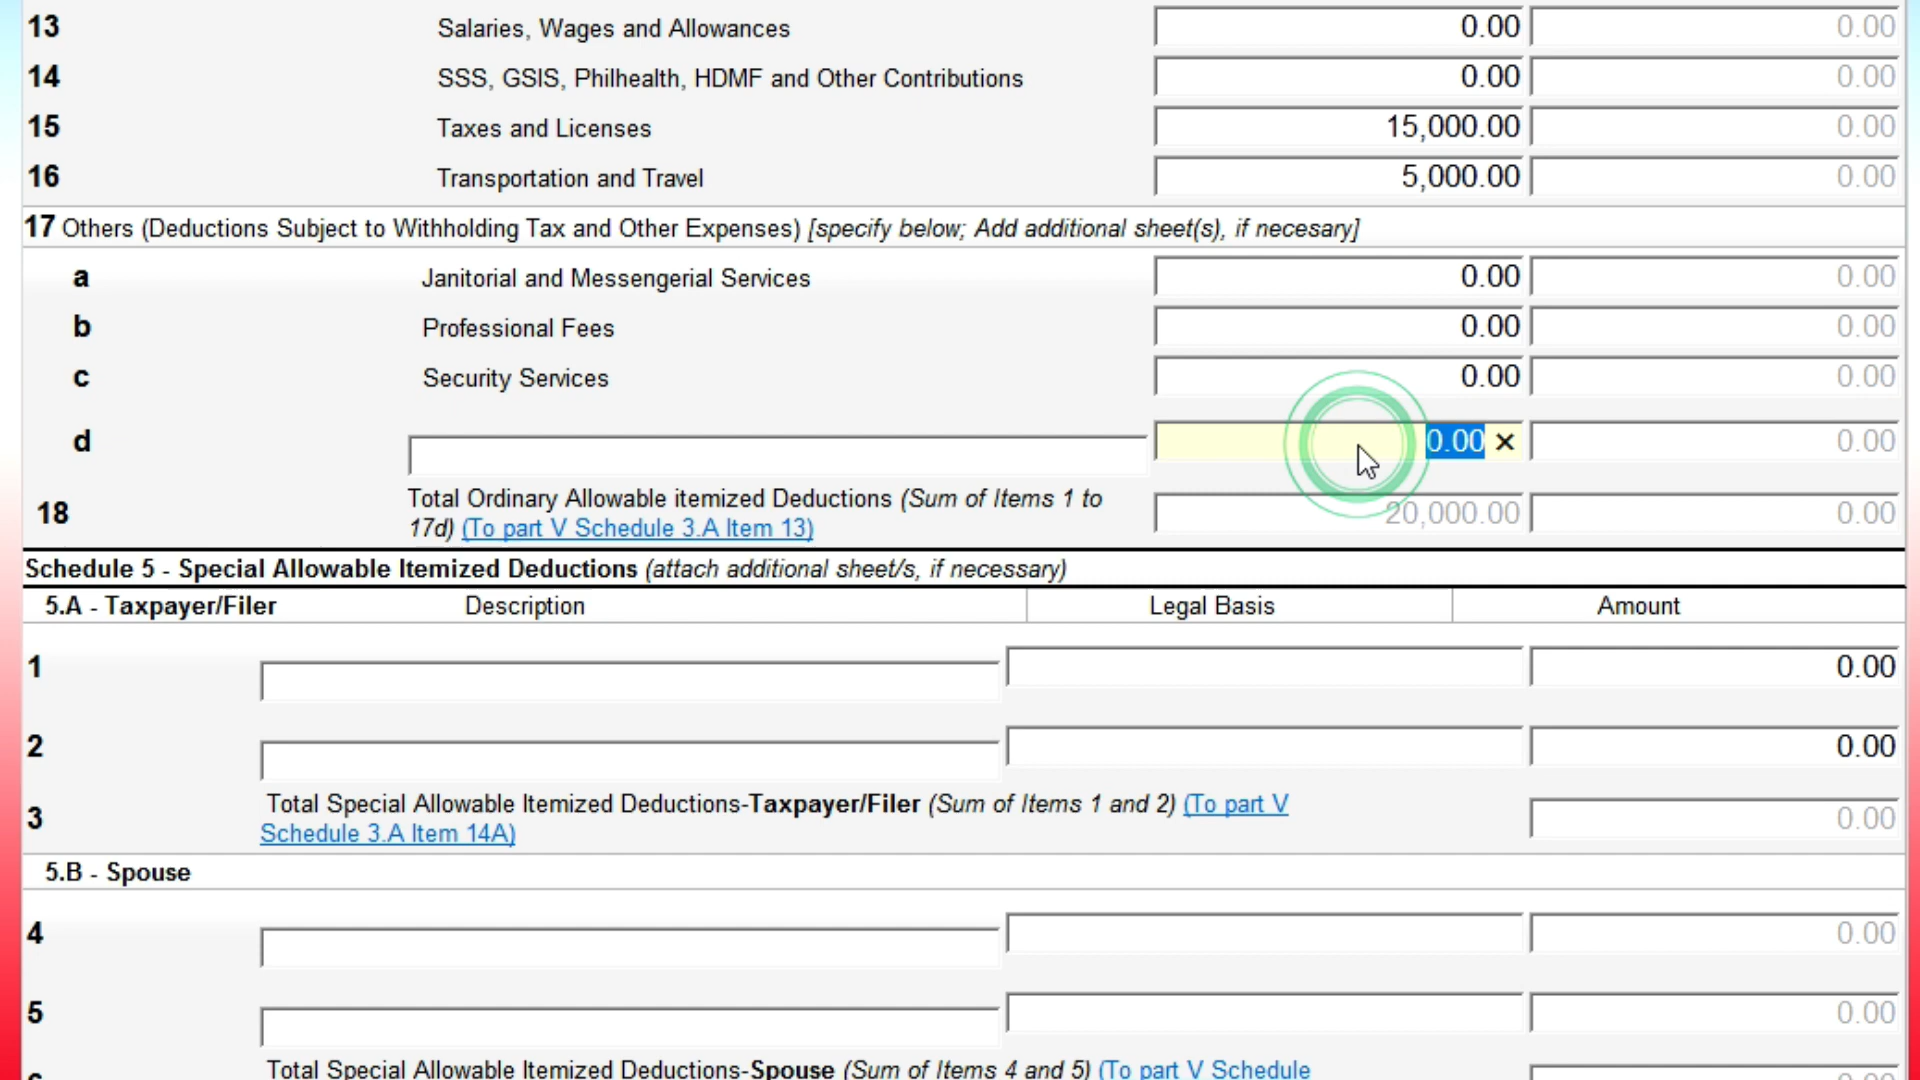 13 Salaries, Wages and Allowances 0.00 0.00
14 SSS, GSIS, Philhealth, HDMF and Other Contributions 0.00 0.00
15 Taxes and Licenses 15,000.00 0.00
16 Transportation and Travel 5,000.00 0.00
17 Others (Deductions Subject to Withholding Tax and Other Expenses) [specify below; Add additional sheet(s), if necesary]
a Janitorial and Messengerial Services 0.00 0.00
b Professional Fees 0.00 0.00
c Security Services 0.00 0.00
d 0.00 × 0.00
18 Total Ordinary Allowable itemized Deductions (Sum of Items 1 to
17d) (To part V Schedule 3.A Item 13) 20,000.00 0.00
Schedule 5 - Special Allowable Itemized Deductions (attach additional sheet/s, if necessary)
5.A - Taxpayer/Filer Description Legal Basis Amount
1 0.00
2 0.00
3 Total Special Allowable Itemized Deductions-Taxpayer/Filer (Sum of Items 1 and 2) (To part V
Schedule 3.A Item 14A) 0.00
5.B - Spouse
4 0.00
5 0.00
Total Special Allowable Itemized Deductions-Spouse (Sum of Items 4 and 5) (To part V Schedule